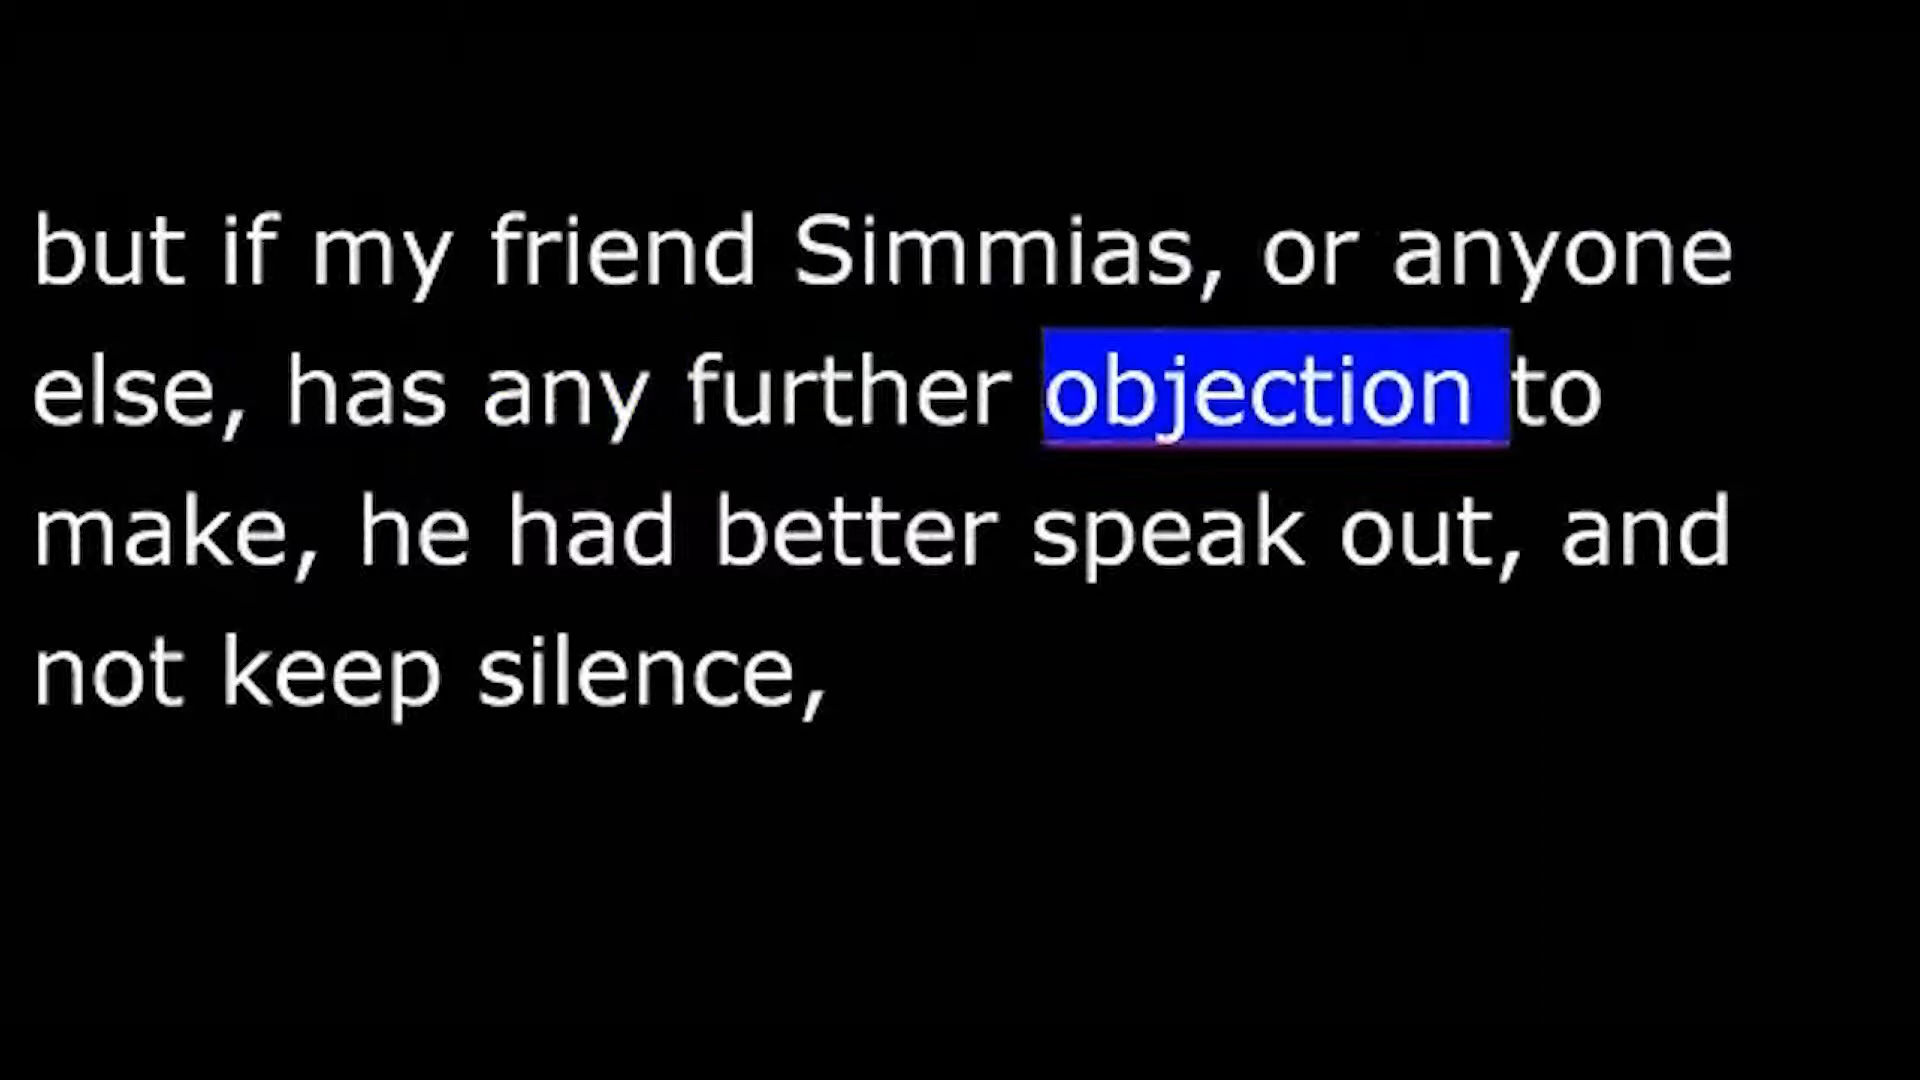 but if my friend Simmias, or anyone
else, has any further objection to
make, he had better speak out, and
not keep silence,